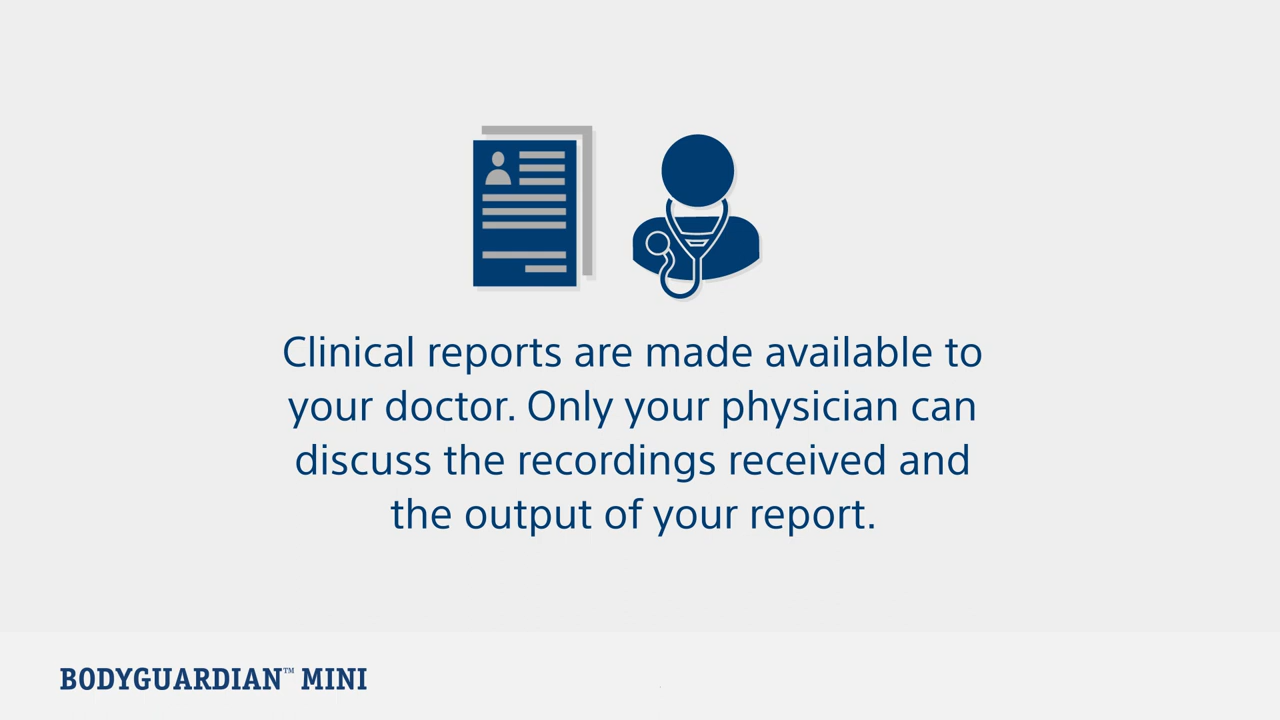 Clinical reports are made available to
your doctor. Only your physician can
discuss the recordings received and
the output of your report.
BODYGUARDIAN™ MINI